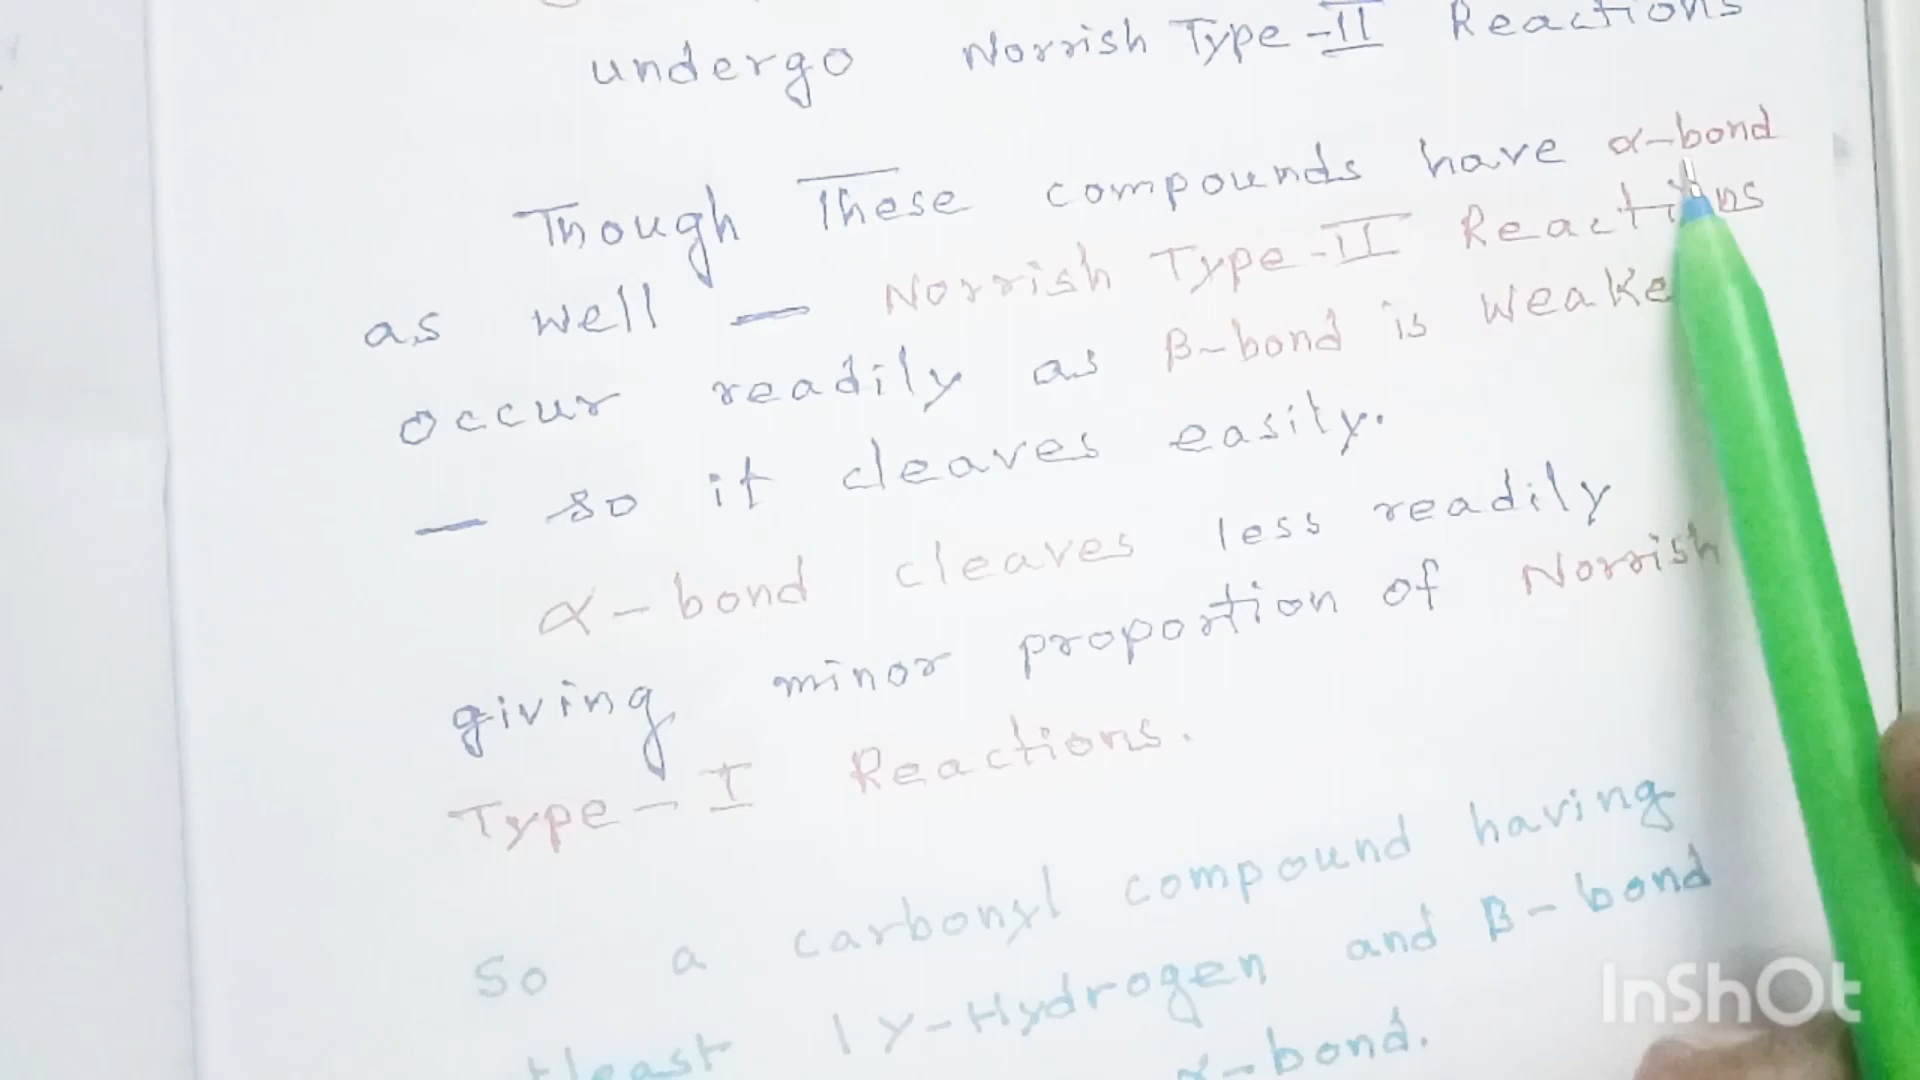 undergo Norrish Type-II Reactions
Though These compounds have α-bond
as well — Norrish Type-II Reactions
occur readily as β-bond is weake
— so it cleaves easily.
α-bond cleaves less readily
giving minor proportion of Norrish
Type-I Reactions.
So a carbonyl compound having
1 γ-Hydrogen and β-bond
α-bond.
InShOt